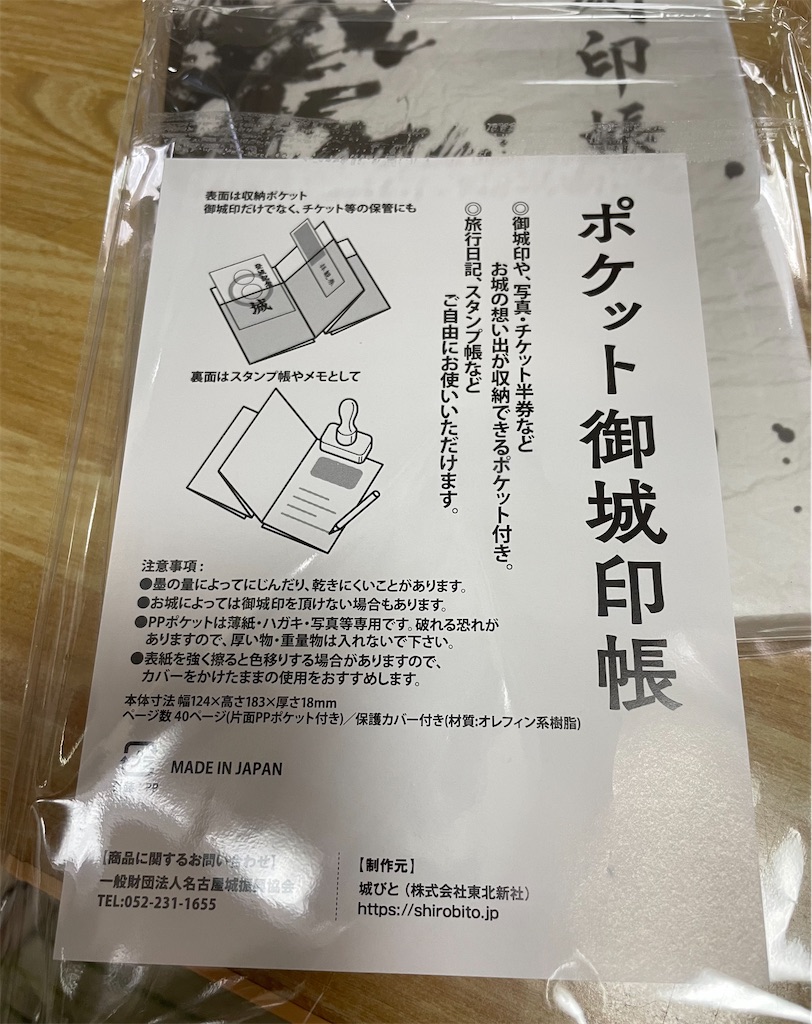 印帳
ポケット御城印帳
◎御城印や、写真・チケット半券など
お城の想い出が収納できるポケット付き。
◎旅行日記、スタンプ帳など
ご自由にお使いいただけます。
表面は収納ポケット
御城印だけでなく、チケット等の保管にも
城
裏面はスタンプ帳やメモとして
注意事項：
●墨の量によってにじんだり、乾きにくいことがあります。
●お城によっては御城印を頂けない場合もあります。
●PPポケットは薄紙・ハガキ・写真等専用です。破れる恐れが
ありますので、厚い物・重量物は入れないで下さい。
●表紙を強く擦ると色移りする場合がありますので、
カバーをかけたままの使用をおすすめします。
本体寸法 幅124×高さ183×厚さ18mm
ページ数 40ページ(片面PPポケット付き)／保護カバー付き(材質:オレフィン系樹脂)
MADE IN JAPAN
【商品に関するお問い合わせ】
一般財団法人名古屋城振興協会
TEL:052-231-1655
【制作元】
城びと（株式会社東北新社）
https://shirobito.jp